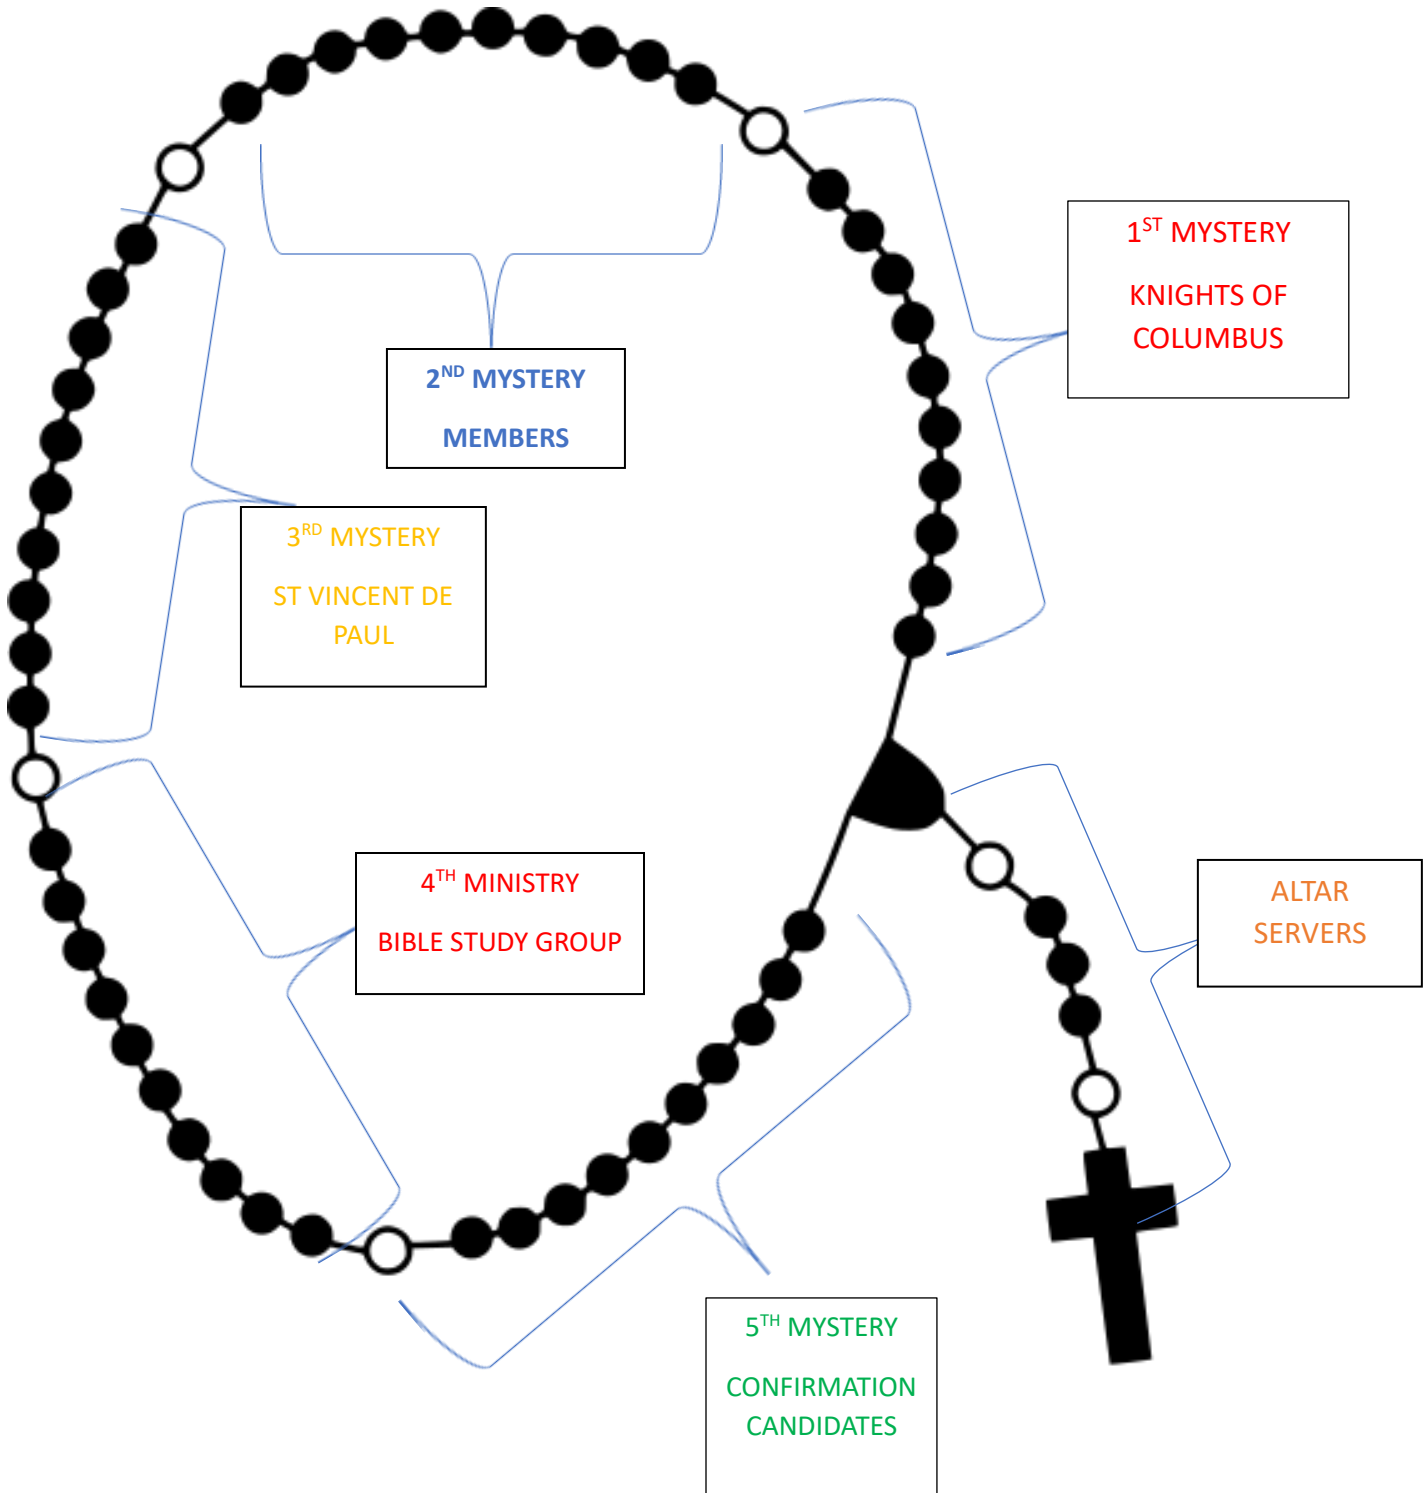 1ST MYSTERY
KNIGHTS OF
COLUMBUS
2ND MYSTERY
MEMBERS
3RD MYSTERY
ST VINCENT DE
PAUL
4TH MINISTRY
BIBLE STUDY GROUP
ALTAR
SERVERS
5TH MYSTERY
CONFIRMATION
CANDIDATES